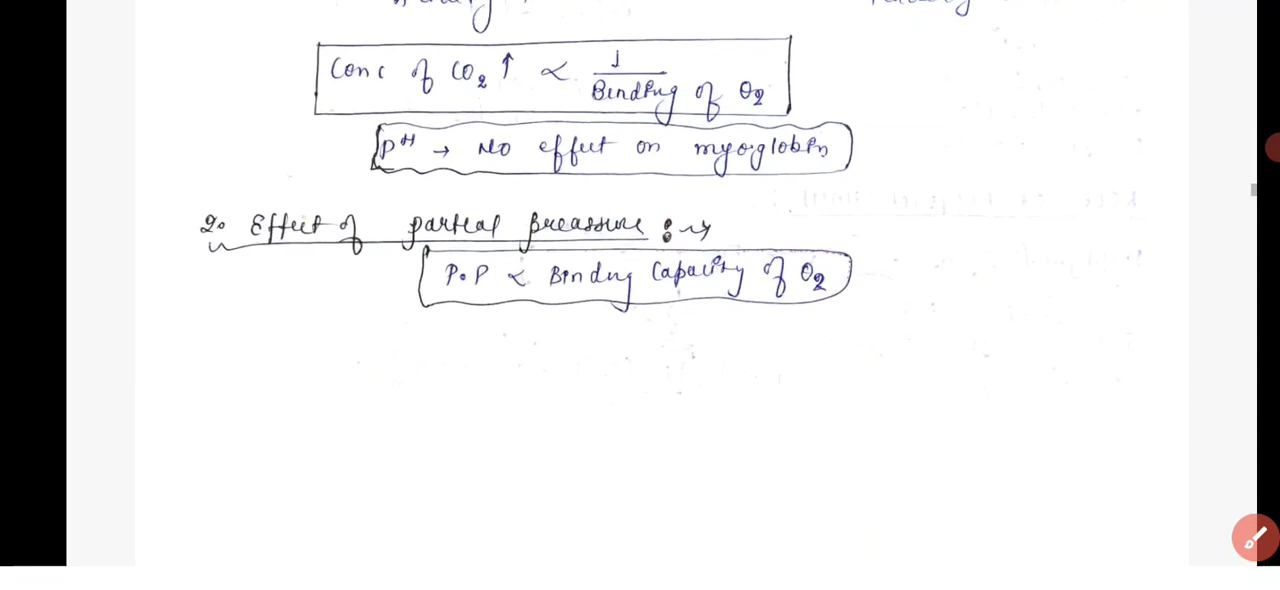 Conc of CO₂ ↑ ∝ 1 / Binding of O₂
pH → No effect on myoglobin
2. Effect of partial preassure :→
P.P ∝ Binding Capacity of O₂